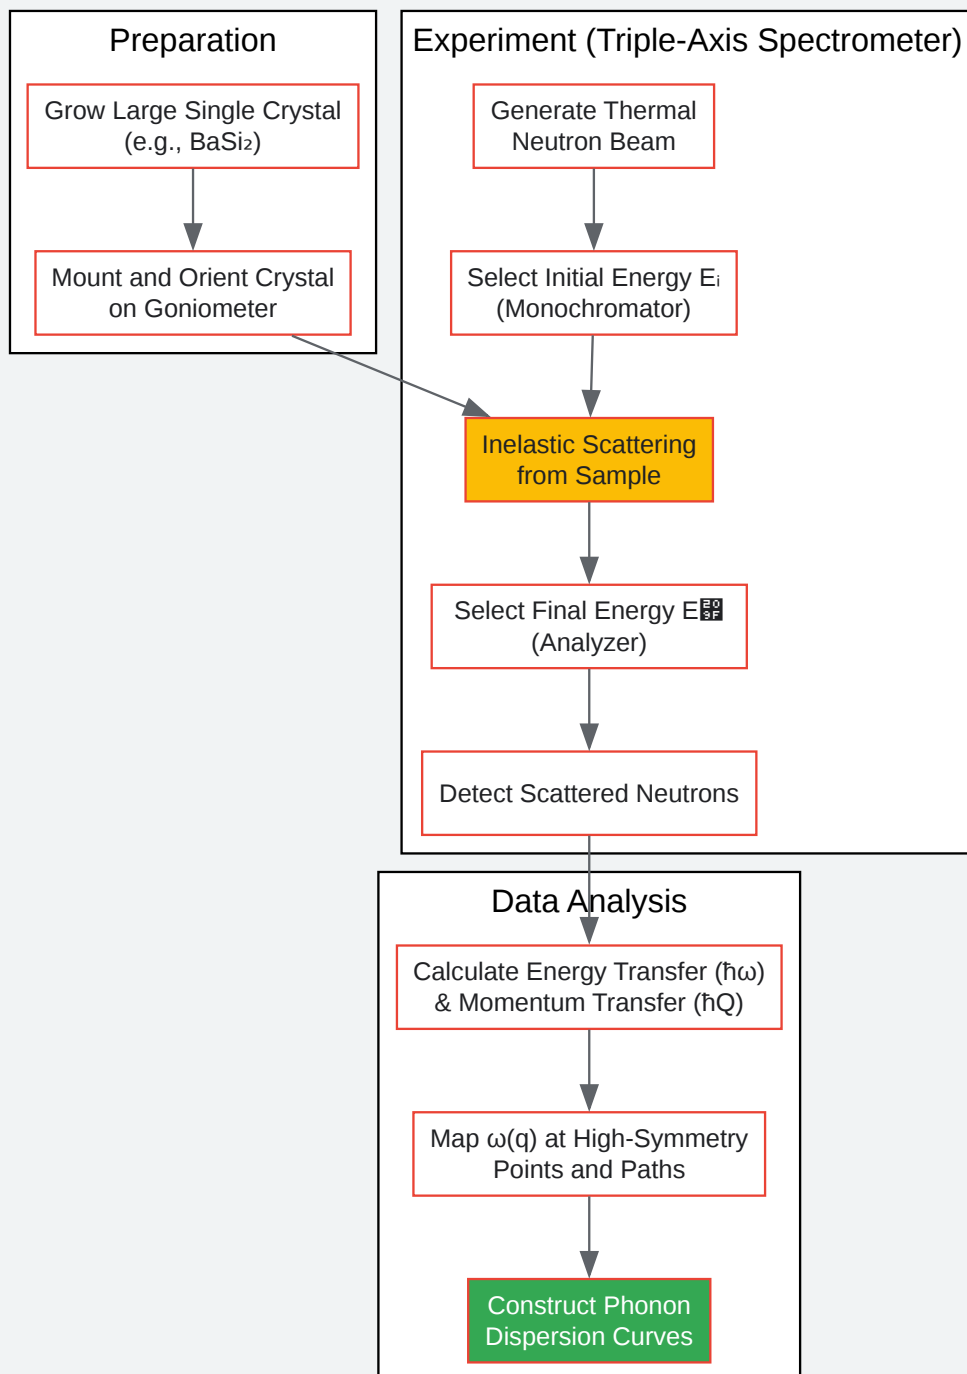 Preparation
Grow Large Single Crystal
(e.g., BaSi₂)
Mount and Orient Crystal
on Goniometer
Experiment (Triple-Axis Spectrometer)
Generate Thermal
Neutron Beam
Select Initial Energy Eᵢ
(Monochromator)
Inelastic Scattering
from Sample
Select Final Energy E
(Analyzer)
Detect Scattered Neutrons
Data Analysis
Calculate Energy Transfer (ħω)
& Momentum Transfer (ħQ)
Map ω(q) at High-Symmetry
Points and Paths
Construct Phonon
Dispersion Curves